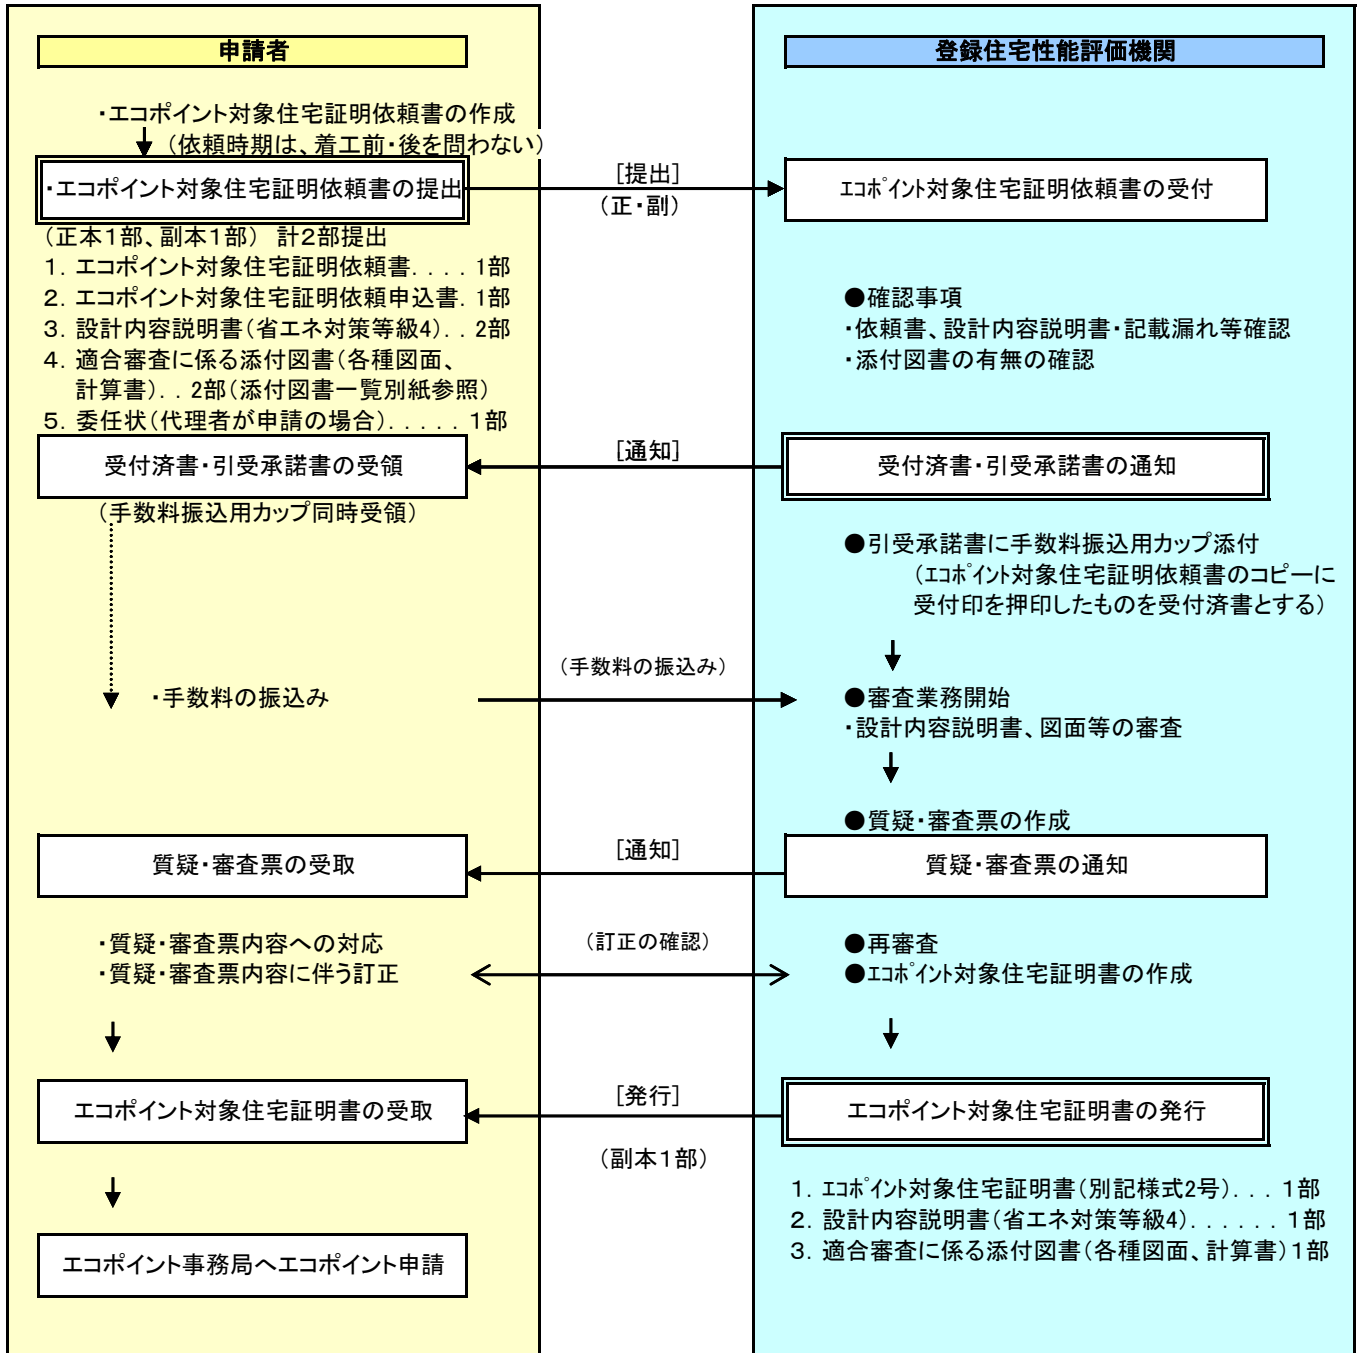 申請者
登録住宅性能評価機関
・エコポイント対象住宅証明依頼書の作成
(依頼時期は、着工前・後を問わない)
・エコポイント対象住宅証明依頼書の提出
[提出]
(正・副)
エコポイント対象住宅証明依頼書の受付
(正本1部、副本1部) 計2部提出
1. エコポイント対象住宅証明依頼書. . . . 1部
2. エコポイント対象住宅証明依頼申込書. 1部
3. 設計内容説明書(省エネ対策等級4). . 2部
4. 適合審査に係る添付図書(各種図面、
計算書). . 2部(添付図書一覧別紙参照)
5. 委任状(代理者が申請の場合). . . . . 1部
●確認事項
・依頼書、設計内容説明書・記載漏れ等確認
・添付図書の有無の確認
受付済書・引受承諾書の受領
[通知]
受付済書・引受承諾書の通知
(手数料振込用カップ同時受領)
●引受承諾書に手数料振込用カップ添付
(エコポイント対象住宅証明依頼書のコピーに
受付印を押印したものを受付済書とする)
・手数料の振込み
(手数料の振込み)
●審査業務開始
・設計内容説明書、図面等の審査
●質疑・審査票の作成
質疑・審査票の受取
[通知]
質疑・審査票の通知
・質疑・審査票内容への対応
・質疑・審査票内容に伴う訂正
(訂正の確認)
●再審査
●エコポイント対象住宅証明書の作成
エコポイント対象住宅証明書の受取
[発行]
(副本1部)
エコポイント対象住宅証明書の発行
1. エコポイント対象住宅証明書(別記様式2号). . . 1部
2. 設計内容説明書(省エネ対策等級4). . . . . . 1部
3. 適合審査に係る添付図書(各種図面、計算書)1部
エコポイント事務局へエコポイント申請